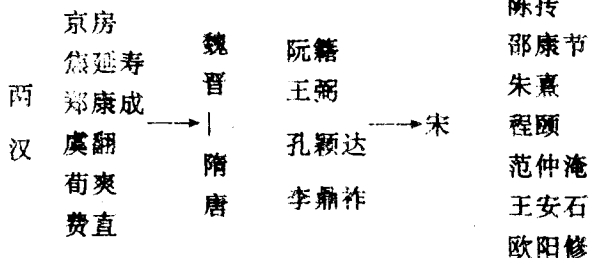 两汉
京房
焦延寿
郑康成
虞翻
荀爽
费直
魏晋
隋唐
阮籍
王弼
孔颖达
李鼎祚
宋
陈抟
邵康节
朱熹
程颐
范仲淹
王安石
欧阳修